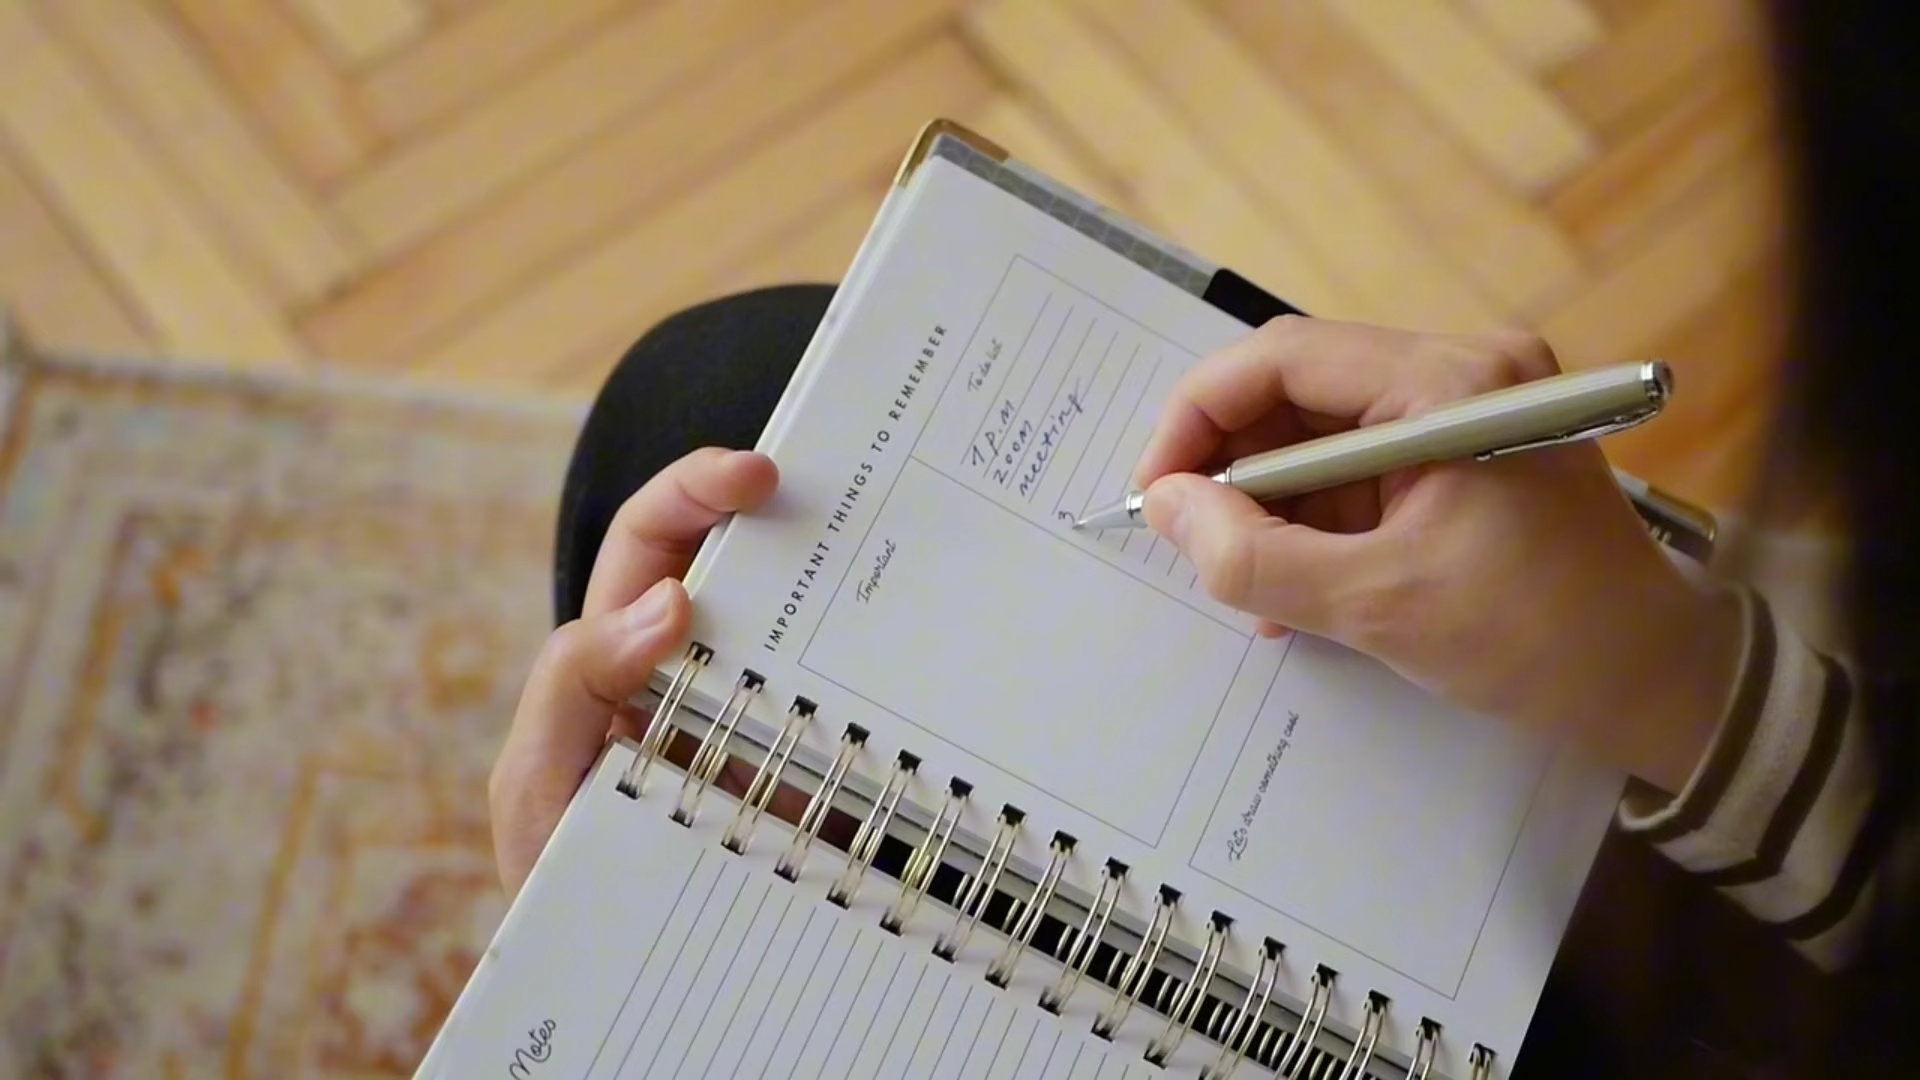 IMPORTANT THINGS TO REMEMBER
To do list
1 p.m
zoom
meeting
3
Important
Let's draw something cool
Notes